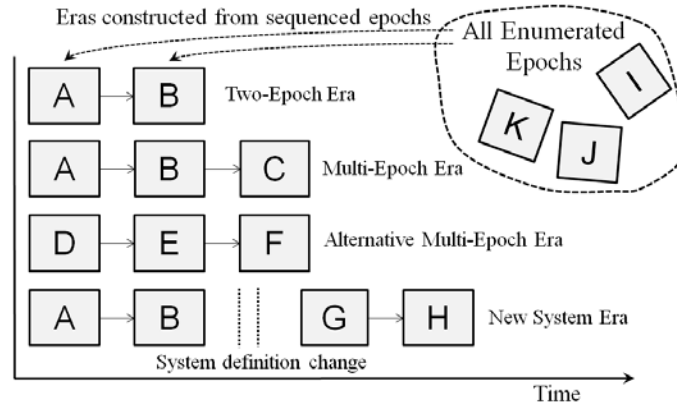 Eras constructed from sequenced epochs
All Enumerated
Epochs
I
K
J
A B Two-Epoch Era
A B C Multi-Epoch Era
D E F Alternative Multi-Epoch Era
A B G H New System Era
System definition change
Time